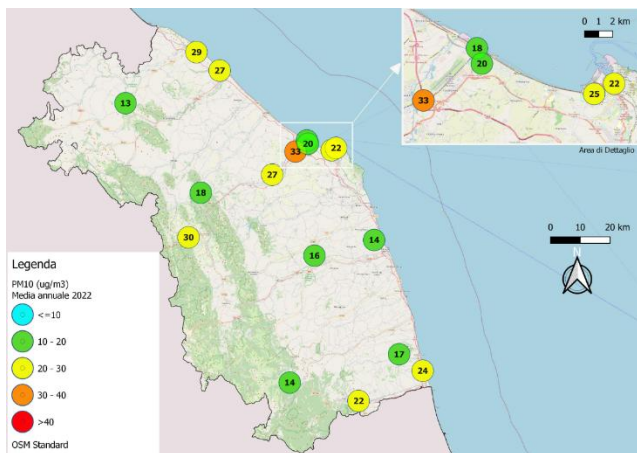 18
20
33
25
22
0 1 2 km
Area di Dettaglio
29
27
13
20
33
22
27
18
30
14
16
0 10 20 km
N
17
24
14
22
Legenda
PM10 (ug/m3)
Media annuale 2022
<=10
10 - 20
20 - 30
30 - 40
>40
OSM Standard